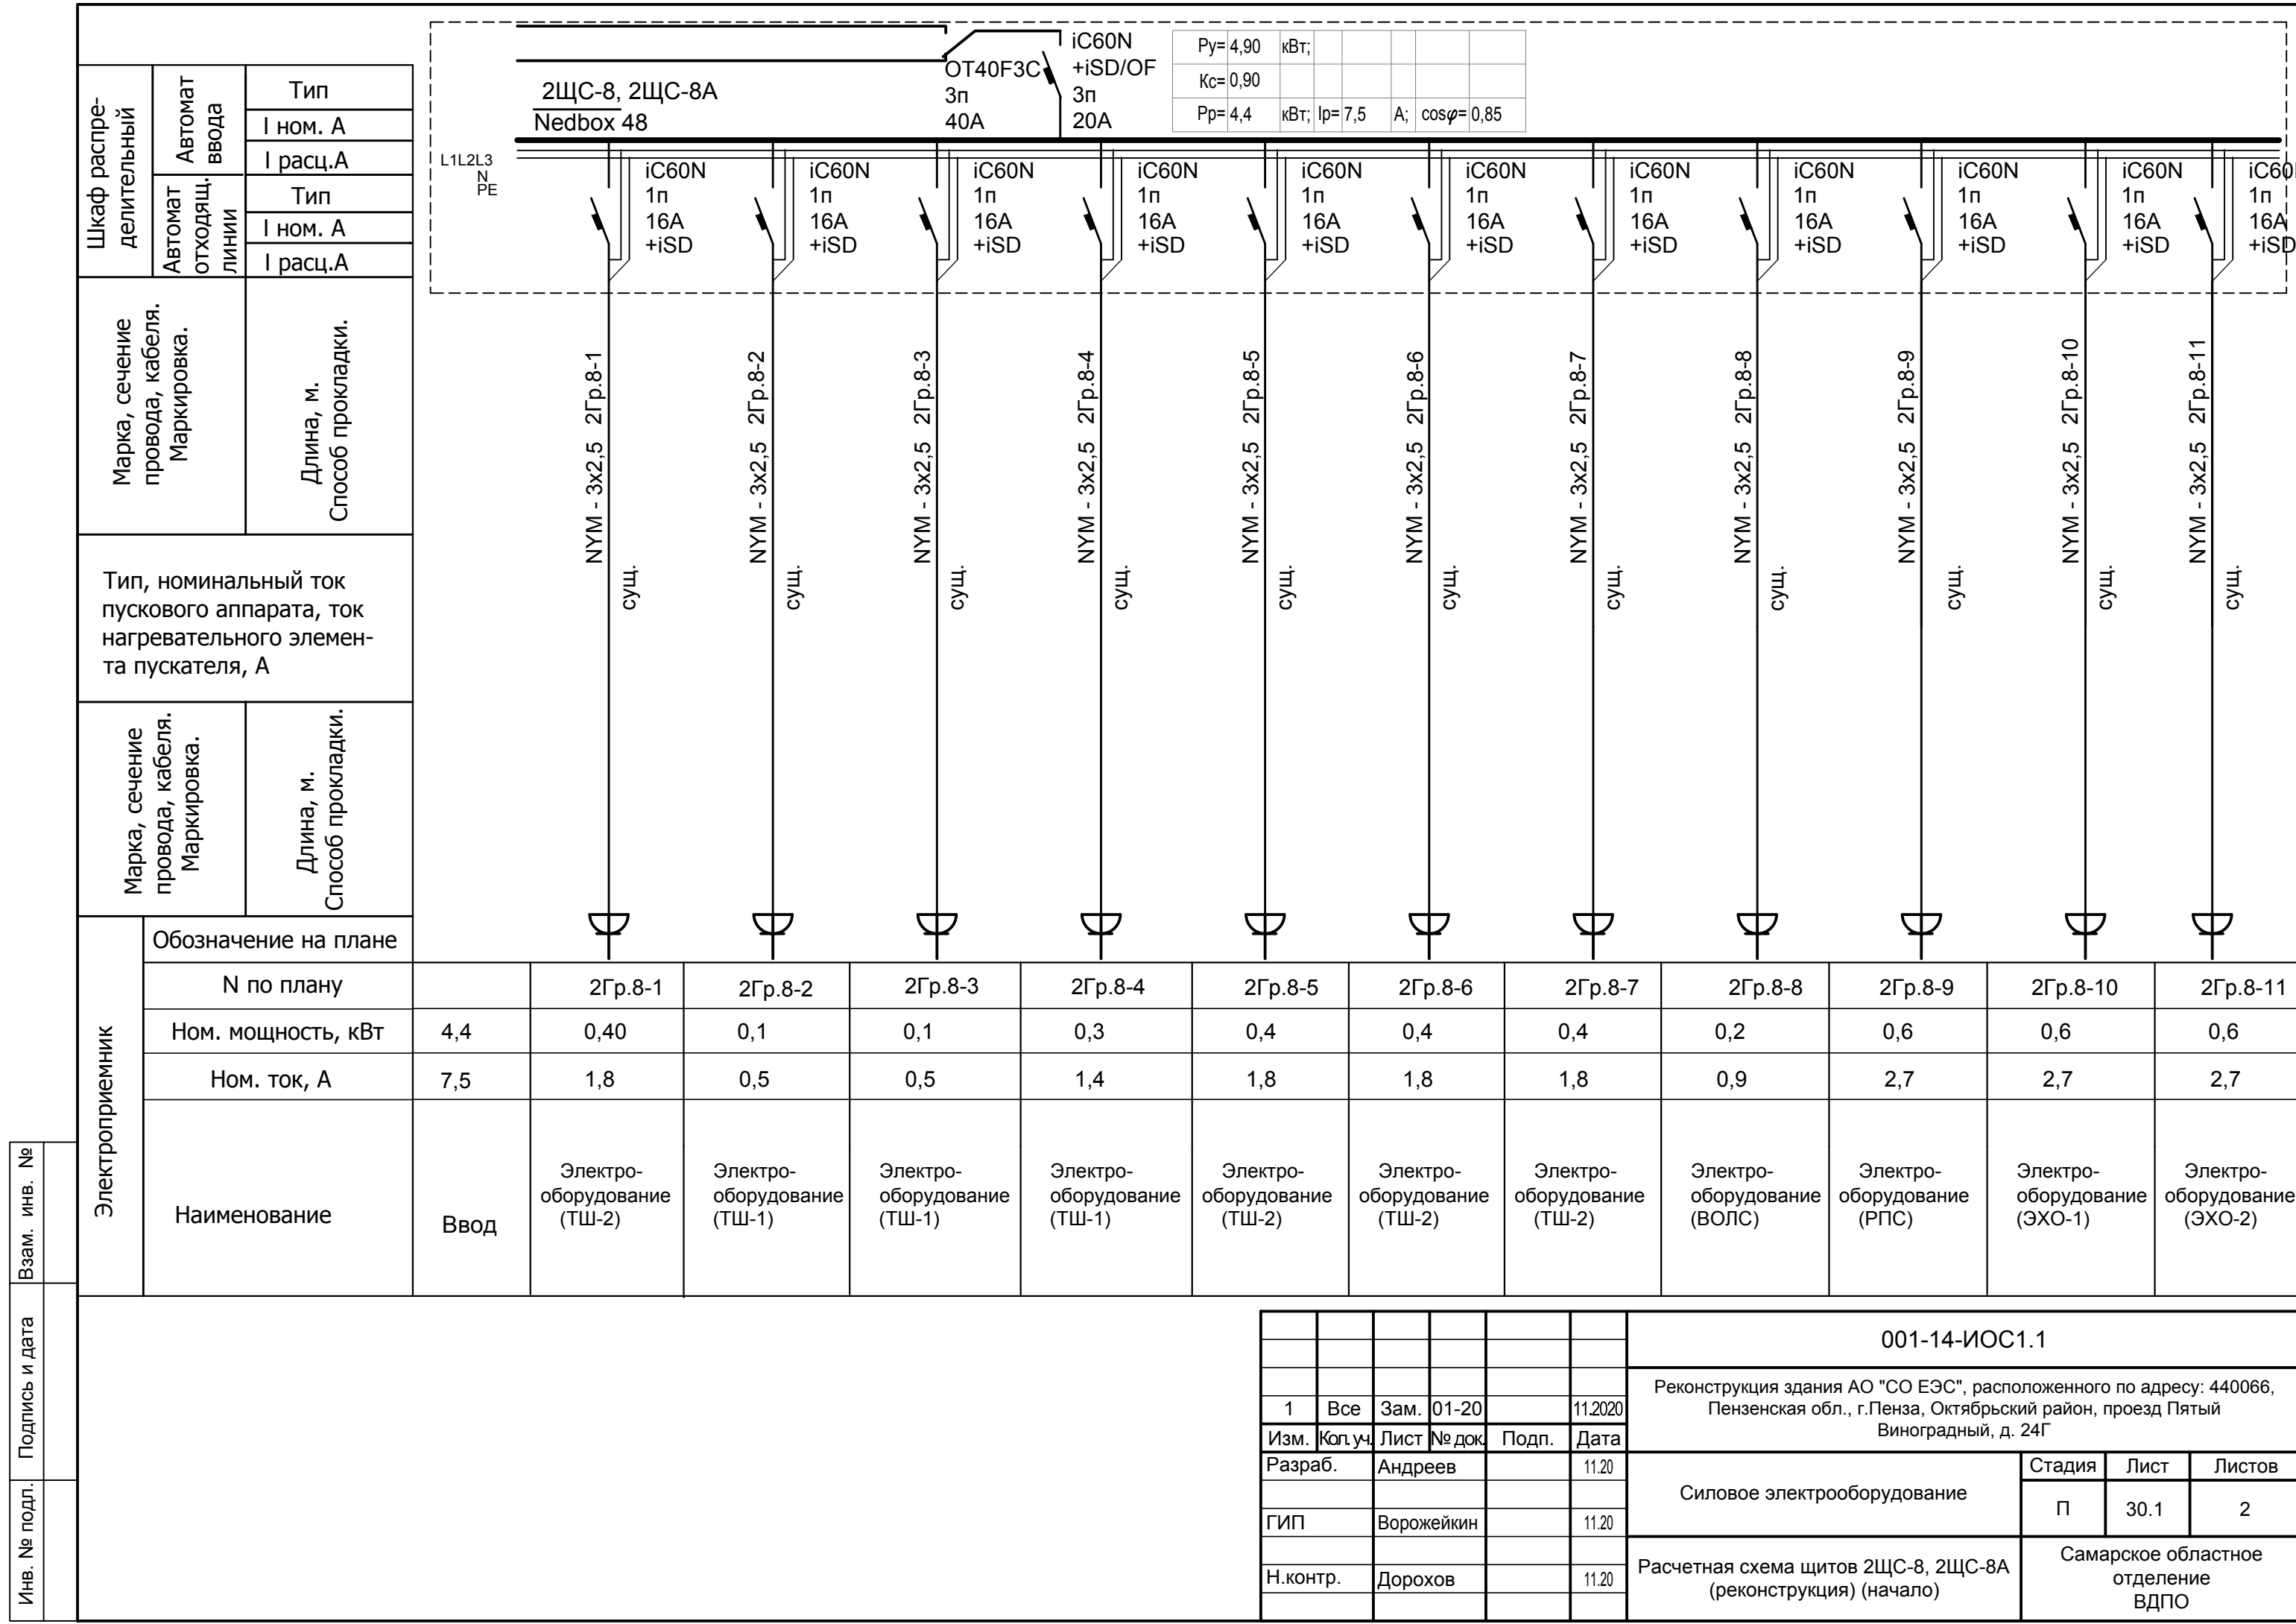 Шкаф распре-
делительный
Автомат
ввода
Тип
I ном. А
I расц.А
Автомат
отходящ.
линии
Тип
I ном. А
I расц.А
2ЩС-8, 2ЩС-8А
Nedbox 48
OT40F3C
3п
40А
iC60N
+iSD/OF
3п
20А
Ру= 4,90 кВт;
Кс= 0,90
Рр= 4,4 кВт; Iр= 7,5 А; cosφ= 0,85
L1L2L3
N
PE
iC60N
1п
16А
+iSD
iC60N
1п
16А
+iSD
iC60N
1п
16А
+iSD
iC60N
1п
16А
+iSD
iC60N
1п
16А
+iSD
iC60N
1п
16А
+iSD
iC60N
1п
16А
+iSD
iC60N
1п
16А
+iSD
iC60N
1п
16А
+iSD
iC60N
1п
16А
+iSD
iC60N
1п
16А
+iSD
Марка, сечение
провода, кабеля.
Маркировка.
Длина, м.
Способ прокладки.
NYM - 3х2,5 2Гр.8-1
сущ.
NYM - 3х2,5 2Гр.8-2
сущ.
NYM - 3х2,5 2Гр.8-3
сущ.
NYM - 3х2,5 2Гр.8-4
сущ.
NYM - 3х2,5 2Гр.8-5
сущ.
NYM - 3х2,5 2Гр.8-6
сущ.
NYM - 3х2,5 2Гр.8-7
сущ.
NYM - 3х2,5 2Гр.8-8
сущ.
NYM - 3х2,5 2Гр.8-9
сущ.
NYM - 3х2,5 2Гр.8-10
сущ.
NYM - 3х2,5 2Гр.8-11
сущ.
Тип, номинальный ток
пускового аппарата, ток
нагревательного элемен-
та пускателя, А
Марка, сечение
провода, кабеля.
Маркировка.
Длина, м.
Способ прокладки.
Электроприемник
Обозначение на плане
N по плану 2Гр.8-1 2Гр.8-2 2Гр.8-3 2Гр.8-4 2Гр.8-5 2Гр.8-6 2Гр.8-7 2Гр.8-8 2Гр.8-9 2Гр.8-10 2Гр.8-11
Ном. мощность, кВт 4,4 0,40 0,1 0,1 0,3 0,4 0,4 0,4 0,2 0,6 0,6 0,6
Ном. ток, А 7,5 1,8 0,5 0,5 1,4 1,8 1,8 1,8 0,9 2,7 2,7 2,7
Наименование
Ввод
Электро-
оборудование
(ТШ-2)
Электро-
оборудование
(ТШ-1)
Электро-
оборудование
(ТШ-1)
Электро-
оборудование
(ТШ-1)
Электро-
оборудование
(ТШ-2)
Электро-
оборудование
(ТШ-2)
Электро-
оборудование
(ТШ-2)
Электро-
оборудование
(ВОЛС)
Электро-
оборудование
(РПС)
Электро-
оборудование
(ЭХО-1)
Электро-
оборудование
(ЭХО-2)
Взам. инв. №
Подпись и дата
Инв. № подл.
001-14-ИОС1.1
Реконструкция здания АО "СО ЕЭС", расположенного по адресу: 440066,
Пензенская обл., г.Пенза, Октябрьский район, проезд Пятый
Виноградный, д. 24Г
1 Все Зам. 01-20 11.2020
Изм. Кол.уч. Лист № док. Подп. Дата
Разраб. Андреев 11.20
ГИП Ворожейкин 11.20
Н.контр. Дорохов 11.20
Силовое электрооборудование
Стадия Лист Листов
П 30.1 2
Расчетная схема щитов 2ЩС-8, 2ЩС-8А
(реконструкция) (начало)
Самарское областное
отделение
ВДПО